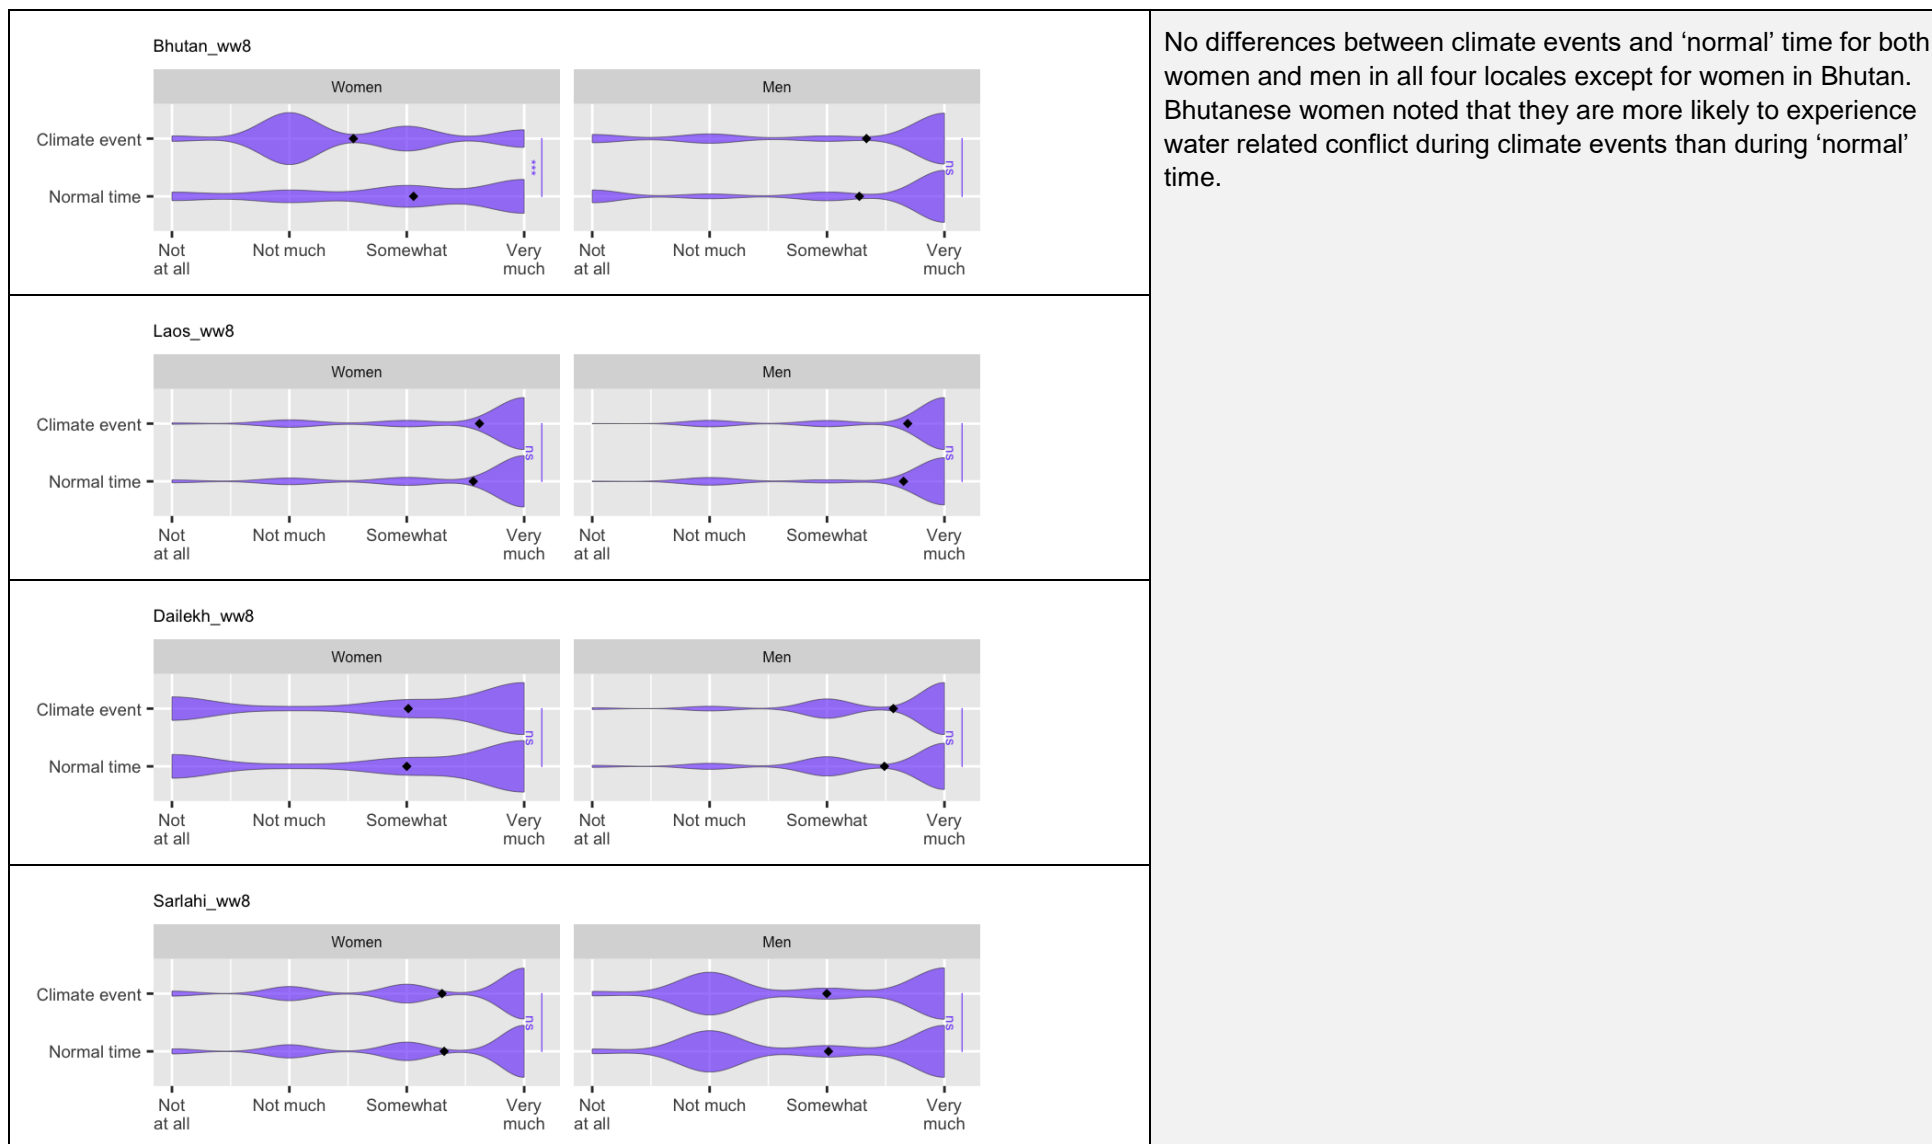 Bhutan_ww8
Women
Men
Climate event
***
ns
Normal time
Not at all
Not much
Somewhat
Very much
Not at all
Not much
Somewhat
Very much
Laos_ww8
Women
Men
Climate event
ns
ns
Normal time
Not at all
Not much
Somewhat
Very much
Not at all
Not much
Somewhat
Very much
Dailekh_ww8
Women
Men
Climate event
ns
ns
Normal time
Not at all
Not much
Somewhat
Very much
Not at all
Not much
Somewhat
Very much
Sarlahi_ww8
Women
Men
Climate event
ns
ns
Normal time
Not at all
Not much
Somewhat
Very much
Not at all
Not much
Somewhat
Very much
No differences between climate events and ‘normal’ time for both
women and men in all four locales except for women in Bhutan.
Bhutanese women noted that they are more likely to experience
water related conflict during climate events than during ‘normal’
time.